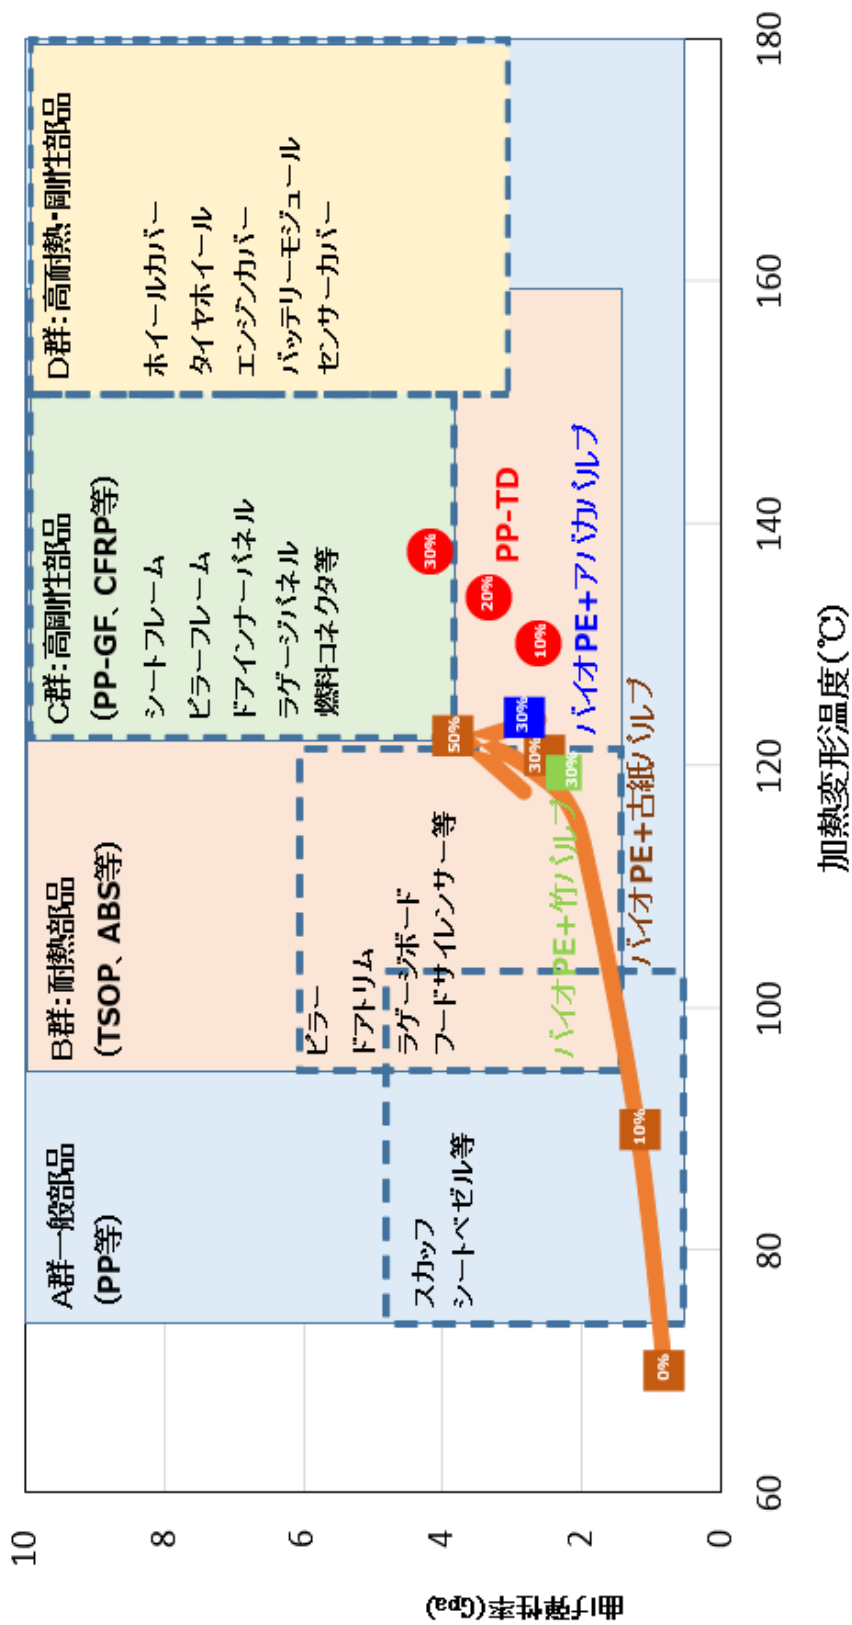 曲げ弾性率(Gpa)
10
8
6
4
2
0
A群一般部品
(PP等)
スカッフ
シートベゼル等
B群:耐熱部品
(TSOP、ABS等)
ピラー
ドアトリム
ラゲージボード
フードサイレンサー等
C群:高剛性部品
(PP-GF、CFRP等)
シートフレーム
ピラーフレーム
ドアインナーパネル
ラゲージパネル
燃料コネクタ等
D群:高耐熱・剛性部品
ホイールカバー
タイヤホイール
エンジンカバー
バッテリーモジュール
センサーカバー
30%
20%
10%
PP-TD
50%
30%
30%
30%
10%
0%
バイオPE+アバカパルプ
バイオPE+竹パルプ
バイオPE+古紙パルプ
60
80
100
120
140
160
180
加熱変形温度(℃)